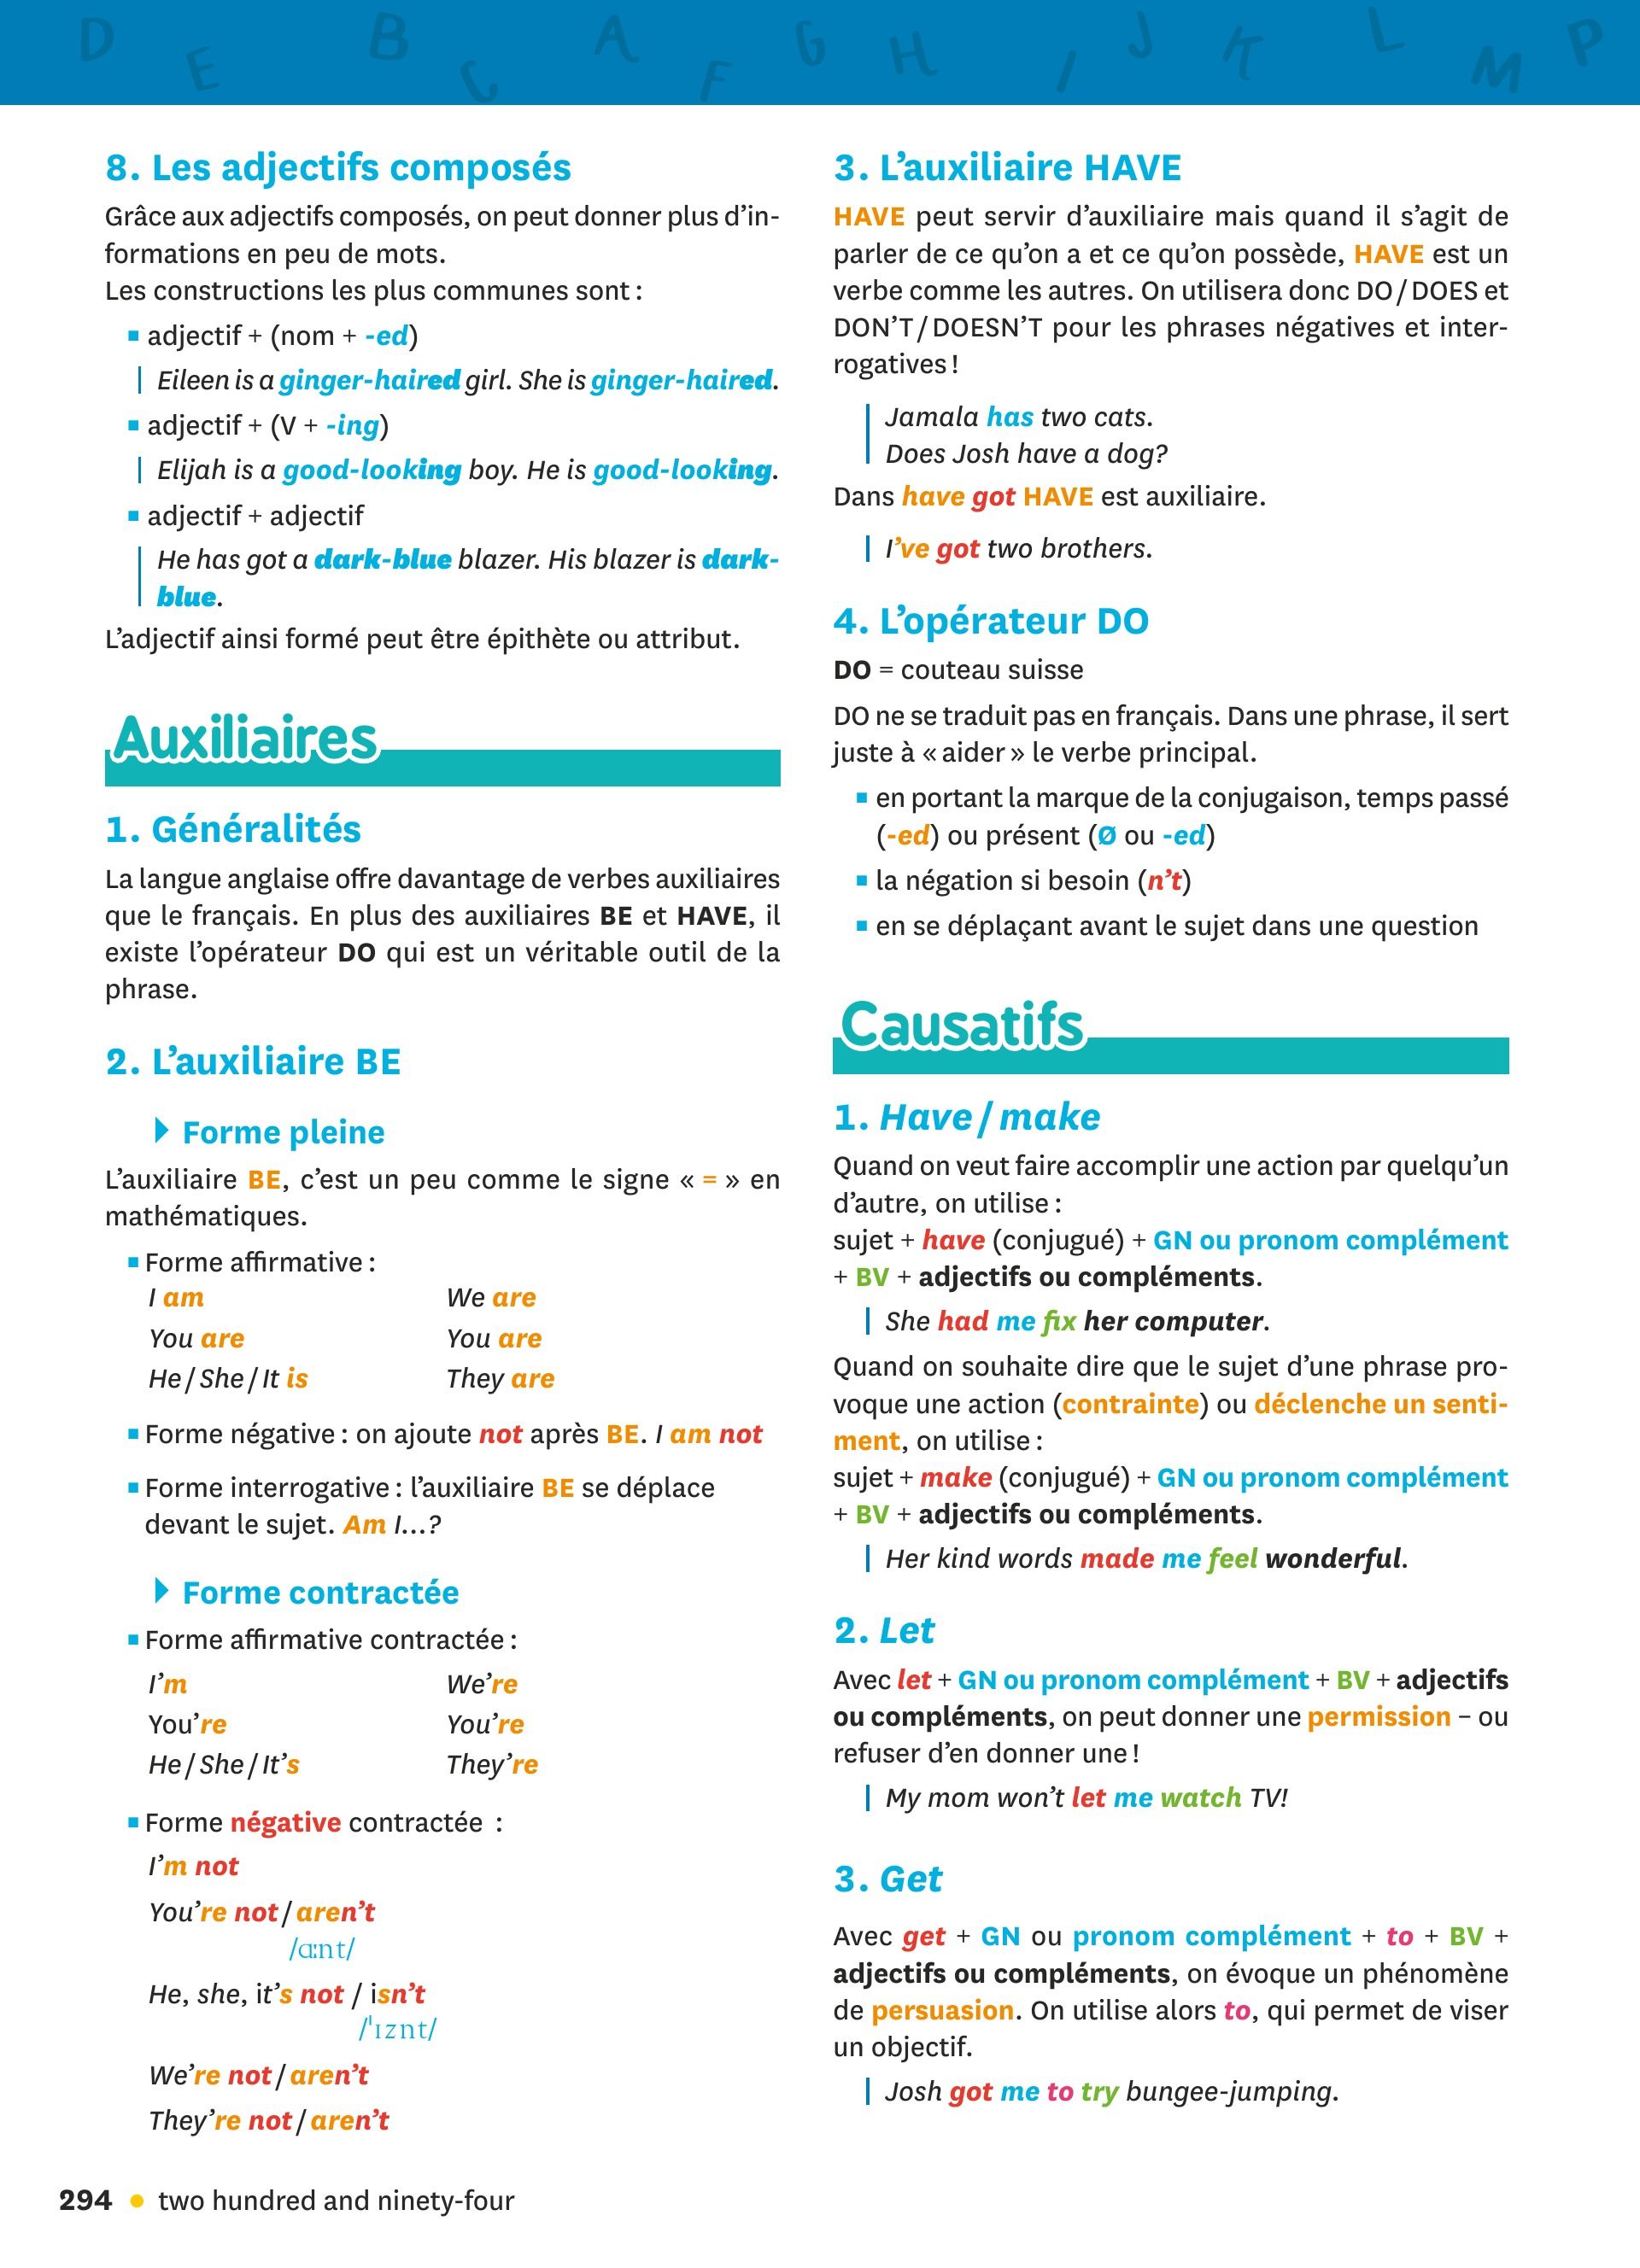 D E B C A F G H I J K L M P
8. Les adjectifs composés
Grâce aux adjectifs composés, on peut donner plus d’in-
formations en peu de mots.
Les constructions les plus communes sont :
▪ adjectif + (nom + -ed)
Eileen is a ginger-haired girl. She is ginger-haired.
▪ adjectif + (V + -ing)
Elijah is a good-looking boy. He is good-looking.
▪ adjectif + adjectif
He has got a dark-blue blazer. His blazer is dark-
blue.
L’adjectif ainsi formé peut être épithète ou attribut.
Auxiliaires
1. Généralités
La langue anglaise offre davantage de verbes auxiliaires
que le français. En plus des auxiliaires BE et HAVE, il
existe l’opérateur DO qui est un véritable outil de la
phrase.
2. L’auxiliaire BE
Forme pleine
L’auxiliaire BE, c’est un peu comme le signe « = » en
mathématiques.
▪ Forme affirmative :
I am We are
You are You are
He / She / It is They are
▪ Forme négative : on ajoute not après BE. I am not
▪ Forme interrogative : l’auxiliaire BE se déplace
devant le sujet. Am I…?
Forme contractée
▪ Forme affirmative contractée :
I’m We’re
You’re You’re
He / She / It’s They’re
▪ Forme négative contractée :
I’m not
You’re not / aren’t
/ɑːnt/
He, she, it’s not / isn’t
/ˈɪznt/
We’re not / aren’t
They’re not / aren’t
3. L’auxiliaire HAVE
HAVE peut servir d’auxiliaire mais quand il s’agit de
parler de ce qu’on a et ce qu’on possède, HAVE est un
verbe comme les autres. On utilisera donc DO / DOES et
DON’T / DOESN’T pour les phrases négatives et inter-
rogatives !
Jamala has two cats.
Does Josh have a dog?
Dans have got HAVE est auxiliaire.
I’ve got two brothers.
4. L’opérateur DO
DO = couteau suisse
DO ne se traduit pas en français. Dans une phrase, il sert
juste à « aider » le verbe principal.
▪ en portant la marque de la conjugaison, temps passé
(-ed) ou présent (Ø ou -ed)
▪ la négation si besoin (n’t)
▪ en se déplaçant avant le sujet dans une question
Causatifs
1. Have / make
Quand on veut faire accomplir une action par quelqu’un
d’autre, on utilise :
sujet + have (conjugué) + GN ou pronom complément
+ BV + adjectifs ou compléments.
She had me fix her computer.
Quand on souhaite dire que le sujet d’une phrase pro-
voque une action (contrainte) ou déclenche un senti-
ment, on utilise :
sujet + make (conjugué) + GN ou pronom complément
+ BV + adjectifs ou compléments.
Her kind words made me feel wonderful.
2. Let
Avec let + GN ou pronom complément + BV + adjectifs
ou compléments, on peut donner une permission – ou
refuser d’en donner une !
My mom won’t let me watch TV!
3. Get
Avec get + GN ou pronom complément + to + BV +
adjectifs ou compléments, on évoque un phénomène
de persuasion. On utilise alors to, qui permet de viser
un objectif.
Josh got me to try bungee-jumping.
294 • two hundred and ninety-four